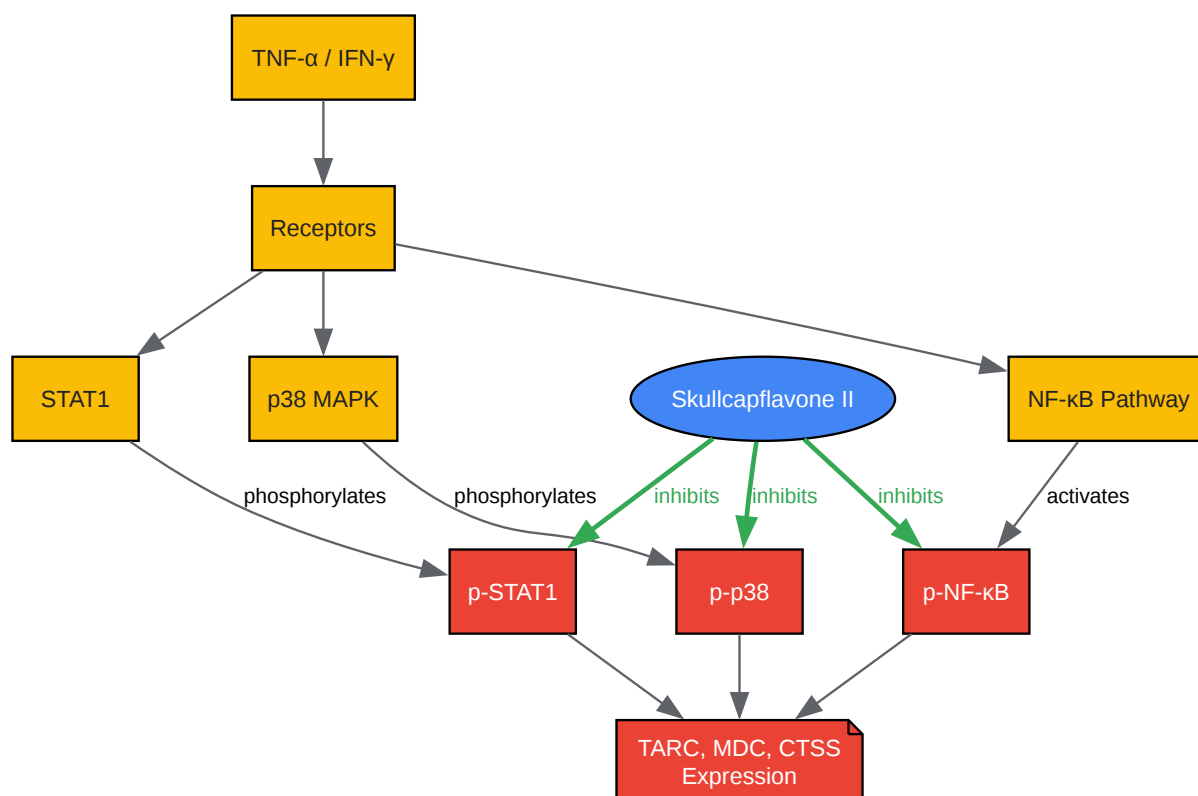 TNF-α / IFN-γ
Receptors
STAT1
p38 MAPK
Skullcapflavone II
NF-κB Pathway
phosphorylates
phosphorylates
inhibits
inhibits
inhibits
activates
p-STAT1
p-p38
p-NF-κB
TARC, MDC, CTSS
Expression